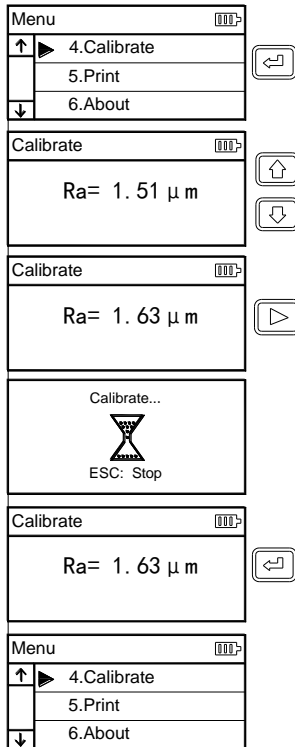 Menu
4.Calibrate
5.Print
6.About
Calibrate
Ra= 1.51 μm
Calibrate
Ra= 1.63 μm
Calibrate...
ESC: Stop
Calibrate
Ra= 1.63 μm
Menu
4.Calibrate
5.Print
6.About